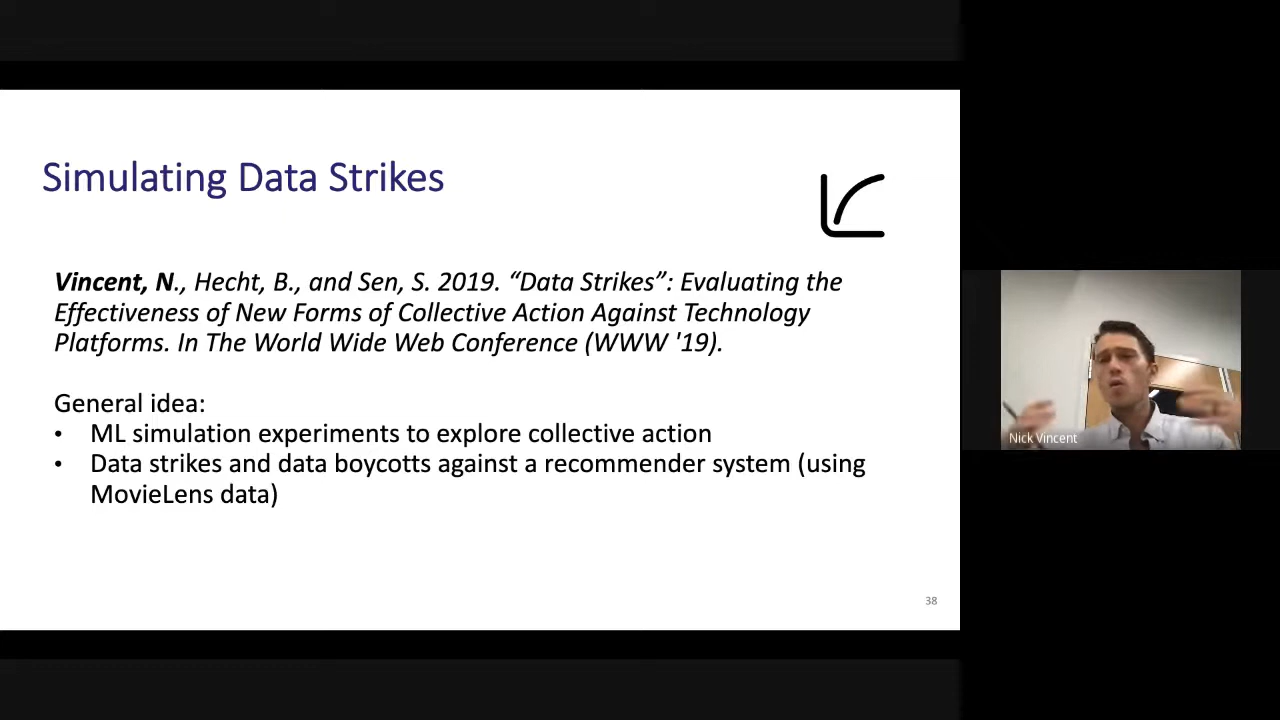 Simulating Data Strikes
Vincent, N., Hecht, B., and Sen, S. 2019. “Data Strikes”: Evaluating the
Effectiveness of New Forms of Collective Action Against Technology
Platforms. In The World Wide Web Conference (WWW '19).
General idea:
• ML simulation experiments to explore collective action
• Data strikes and data boycotts against a recommender system (using
MovieLens data)
38
Nick Vincent